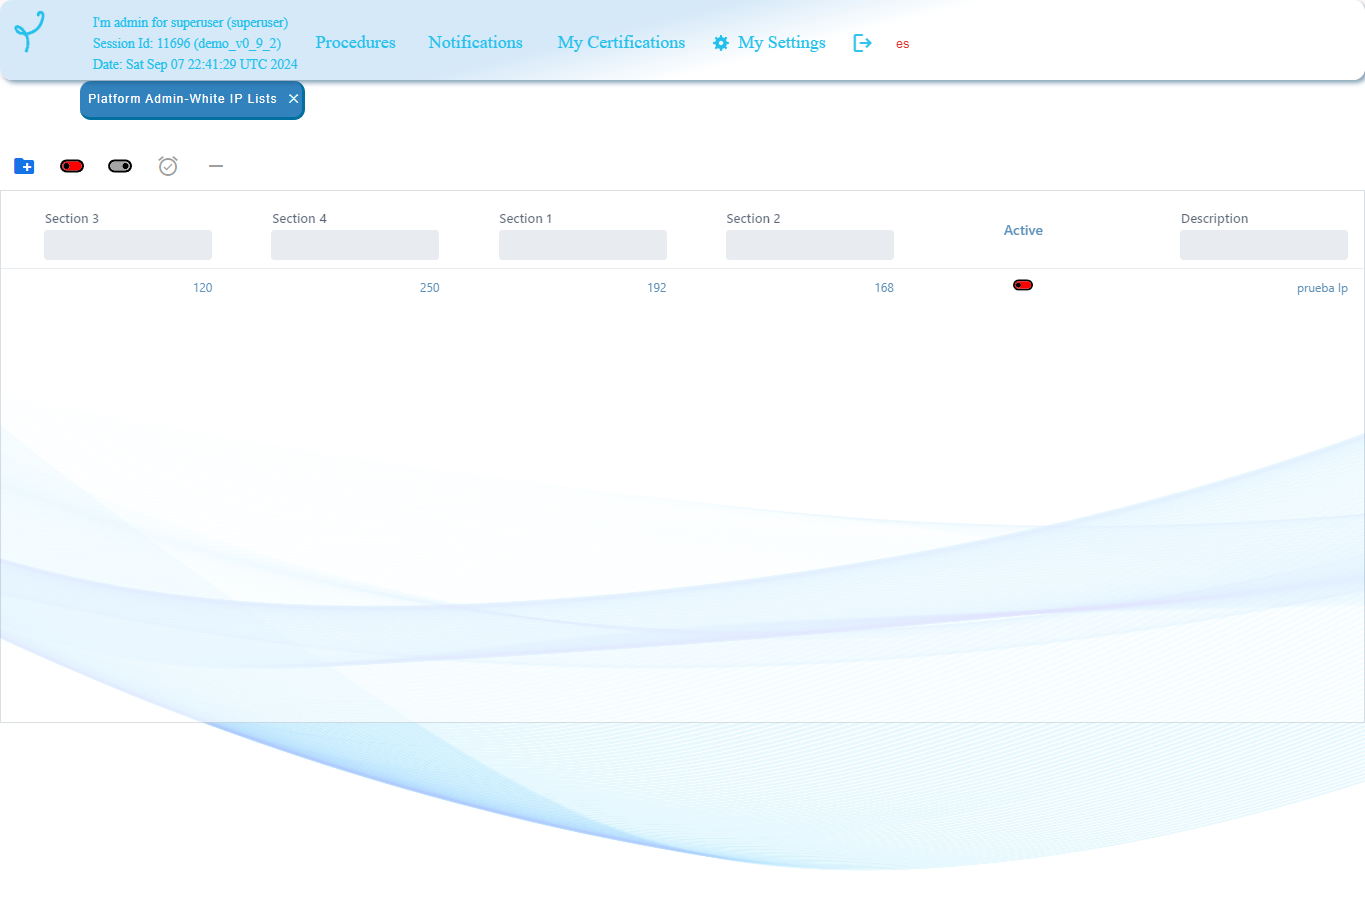 I'm admin for superuser (superuser)
Session Id: 11696 (demo_v0_9_2)
Date: Sat Sep 07 22:41:29 UTC 2024
Procedures
Notifications
My Certifications
My Settings
es
Platform Admin-White IP Lists
Section 3
Section 4
Section 1
Section 2
Active
Description
120
250
192
168
prueba Ip